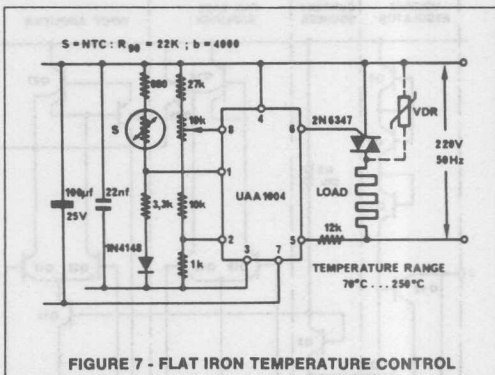 S = NTC : R90 = 22K ; b = 4000
680
27k
S
10k
8
4
6
2N6347
VDR
1
UAA1004
220V
50Hz
100µf
25V
22nf
3,3k
10k
LOAD
12k
5
2
1N4148
1k
3
7
TEMPERATURE RANGE
70°C ... 250°C
FIGURE 7 - FLAT IRON TEMPERATURE CONTROL